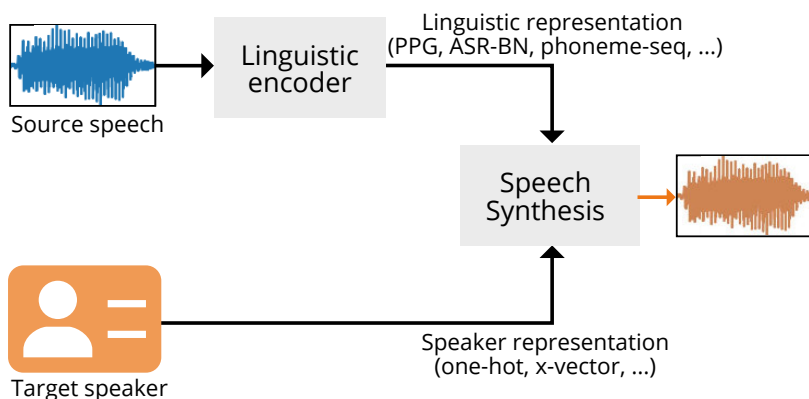 Source speech
Linguistic
encoder
Linguistic representation
(PPG, ASR-BN, phoneme-seq, ...)
Speech
Synthesis
Target speaker
Speaker representation
(one-hot, x-vector, ...)